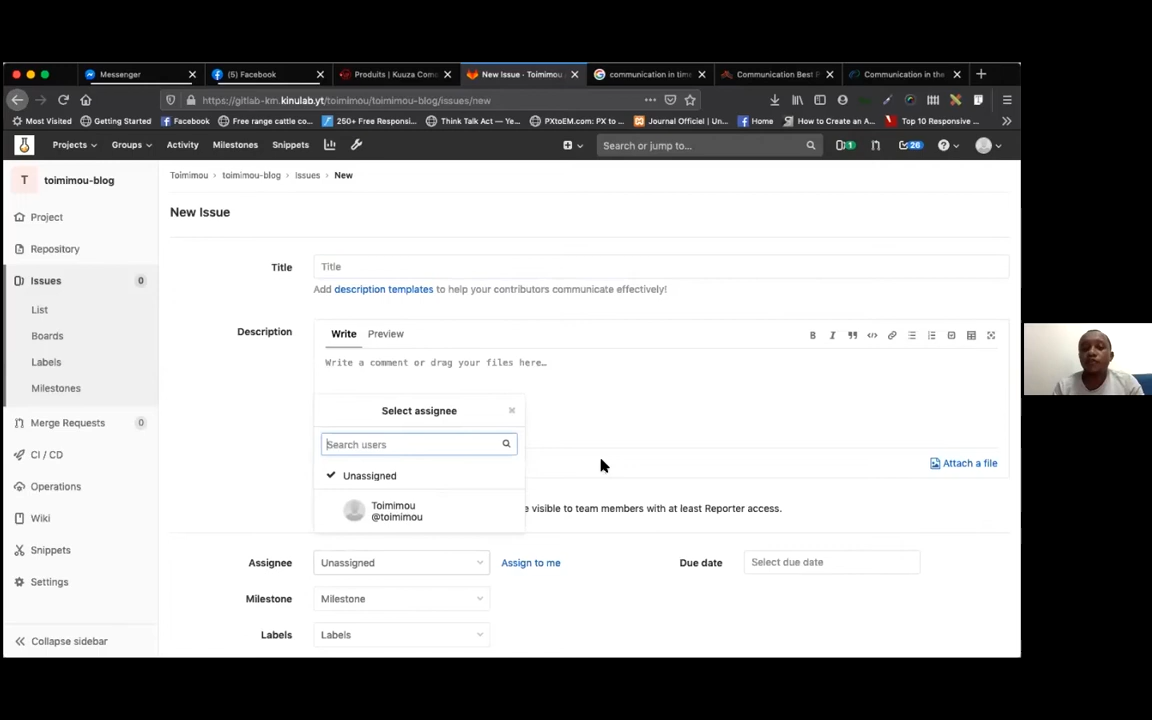 Messenger
(5) Facebook
Produits | Kuuza Com
New Issue · Toimimou
communication in tim
Communication Best P
Communication in the
https://gitlab-km.kinulab.yt/toimimou/toimimou-blog/issues/new
Most Visited Getting Started Facebook Free range cattle co... 250+ Free Responsi... Think Talk Act — Ye... PXtoEM.com: PX to ... Journal Officiel | Un... Home How to Create an A... Top 10 Responsive ...
Projects Groups Activity Milestones Snippets Search or jump to... 1 26
T toimimou-blog
Toimimou > toimimou-blog > Issues > New
Project
Repository
Issues 0
List
Boards
Labels
Milestones
Merge Requests 0
CI / CD
Operations
Wiki
Snippets
Settings
Collapse sidebar
New Issue
Title Title
Add description templates to help your contributors communicate effectively!
Description Write Preview
Write a comment or drag your files here...
Select assignee
Search users
Unassigned
Toimimou
@toimimou
Attach a file
e visible to team members with at least Reporter access.
Assignee Unassigned Assign to me Due date Select due date
Milestone Milestone
Labels Labels